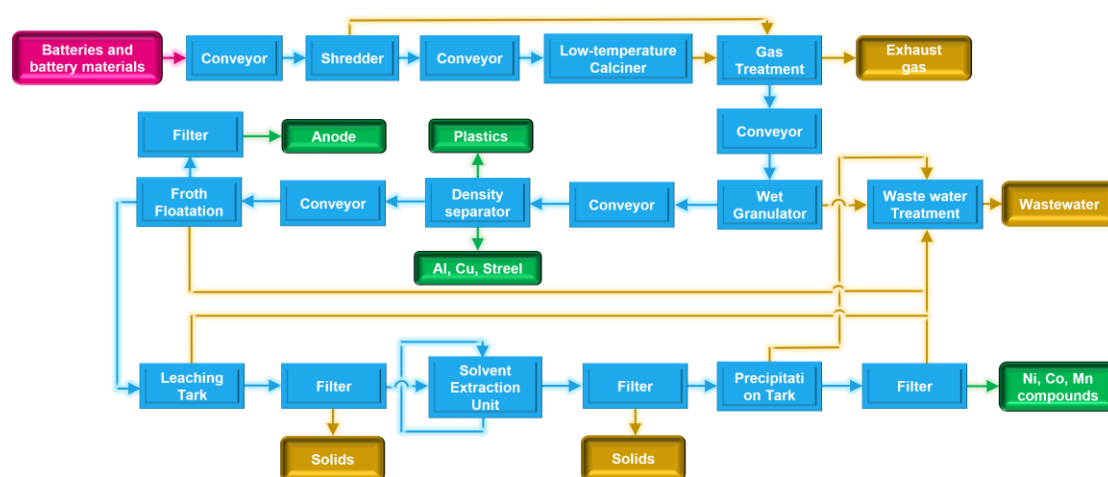 Batteries and
battery materials
Conveyor
Shredder
Conveyor
Low-temperature
Calciner
Gas
Treatment
Exhaust
gas
Filter
Anode
Plastics
Conveyor
Froth
Floatation
Conveyor
Density
separator
Conveyor
Wet
Granulator
Waste water
Treatment
Wastewater
Al, Cu, Streel
Leaching
Tark
Filter
Solvent
Extraction
Unit
Filter
Precipitati
on Tark
Filter
Ni, Co, Mn
compounds
Solids
Solids